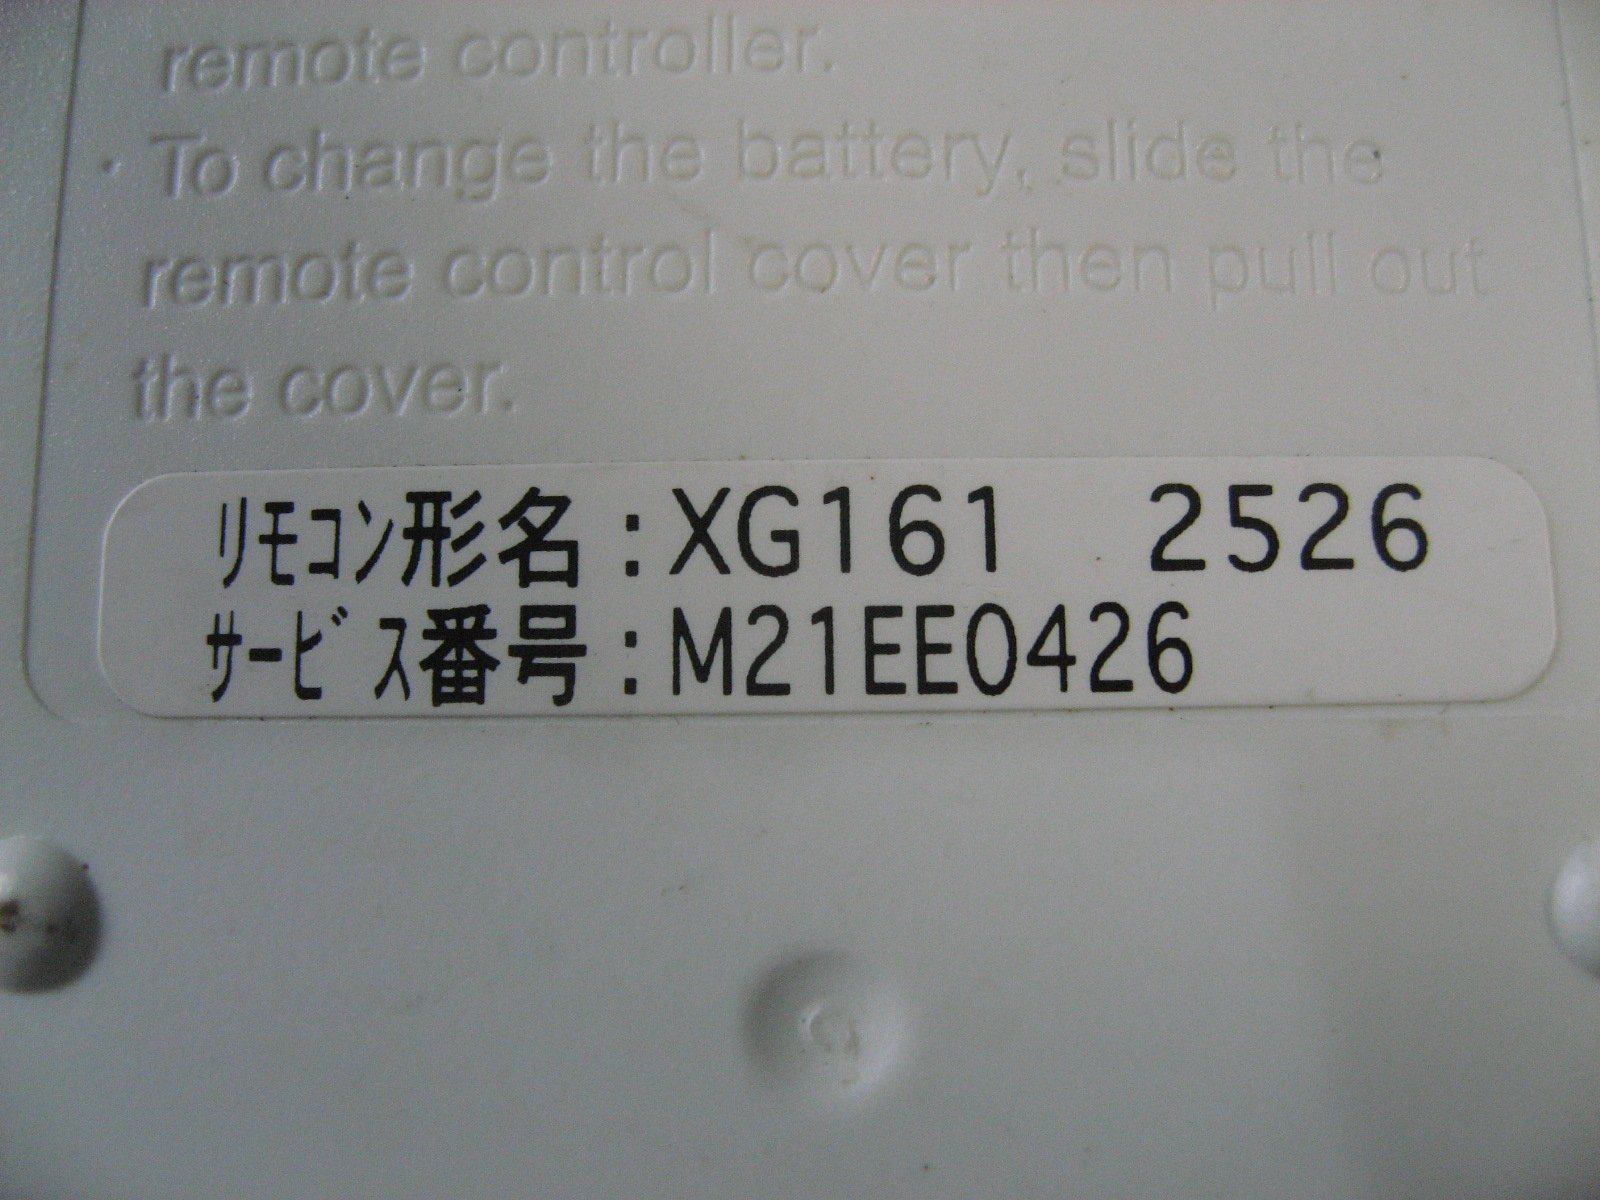 remote controller.
・To change the battery, slide the
remote control cover then pull out
the cover.
ﾘﾓｺﾝ形名：XG161　2526
ｻｰﾋﾞｽ番号：M21EE0426